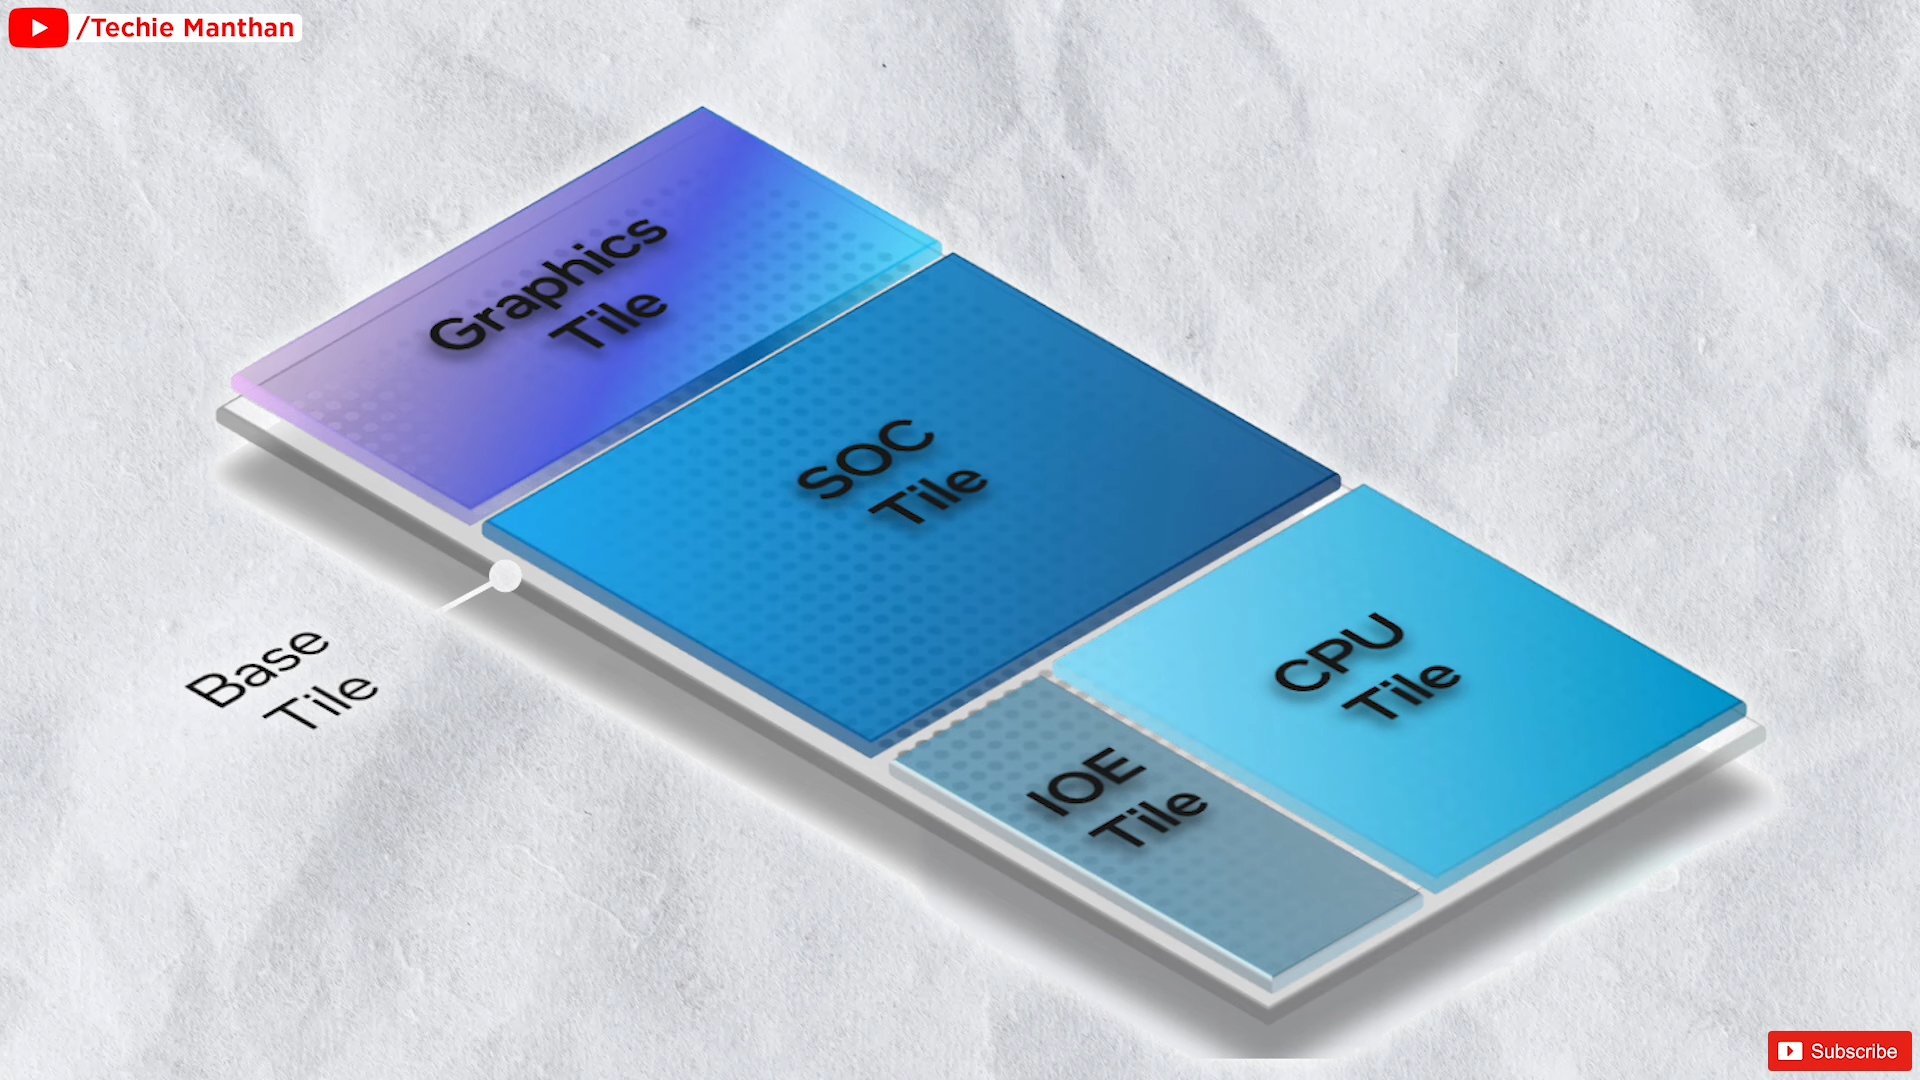 /Techie Manthan
Graphics
Tile
SOC
Tile
CPU
Tile
IOE
Tile
Base
Tile
Subscribe